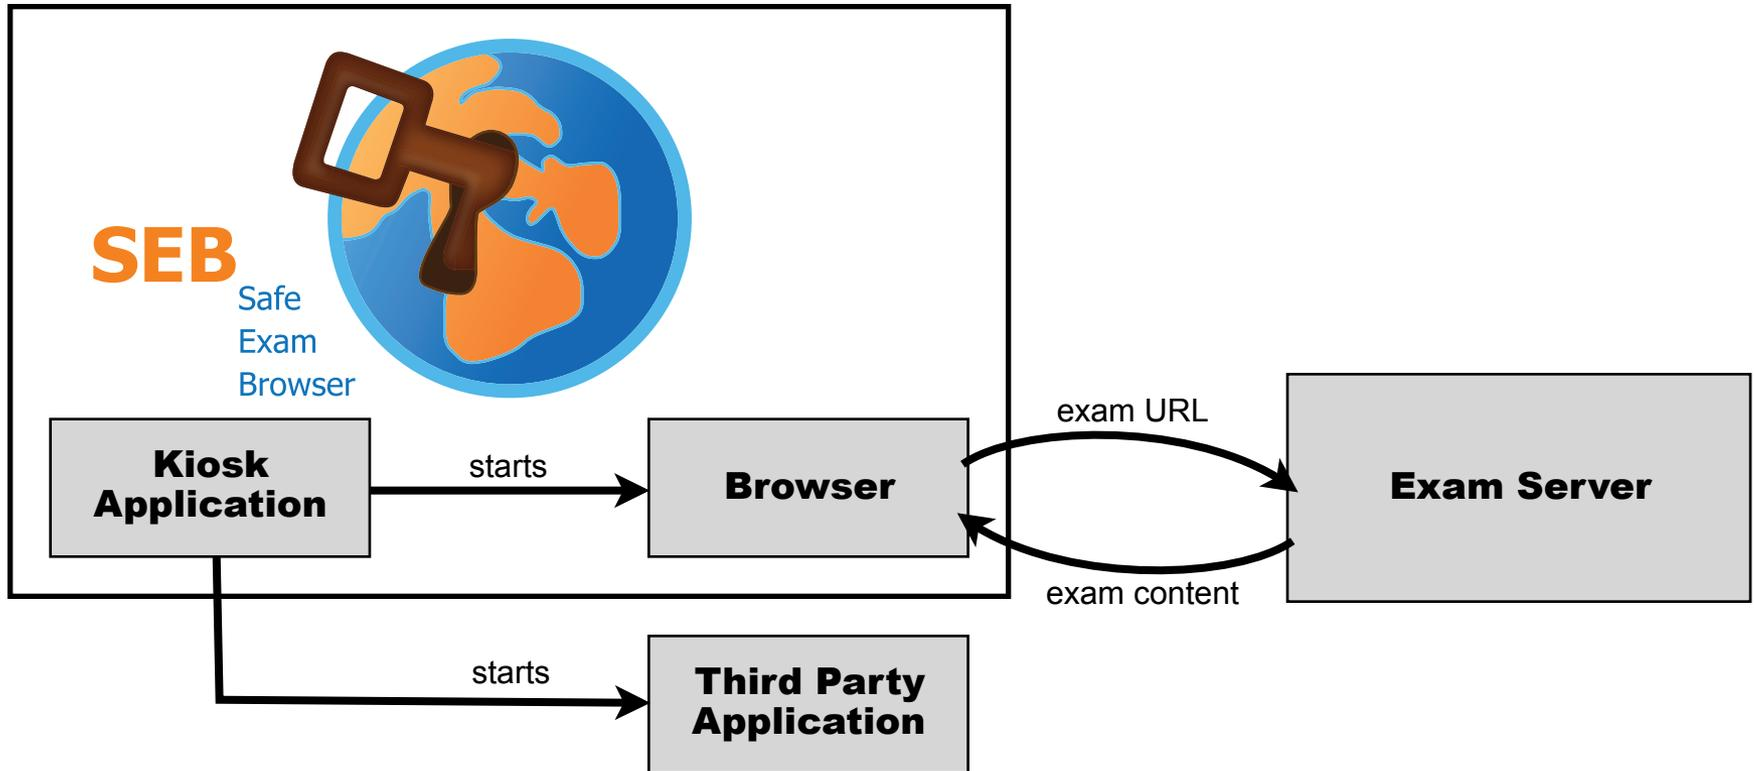 SEB
Safe
Exam
Browser
Kiosk
Application
starts
Browser
exam URL
exam content
Exam Server
starts
Third Party
Application